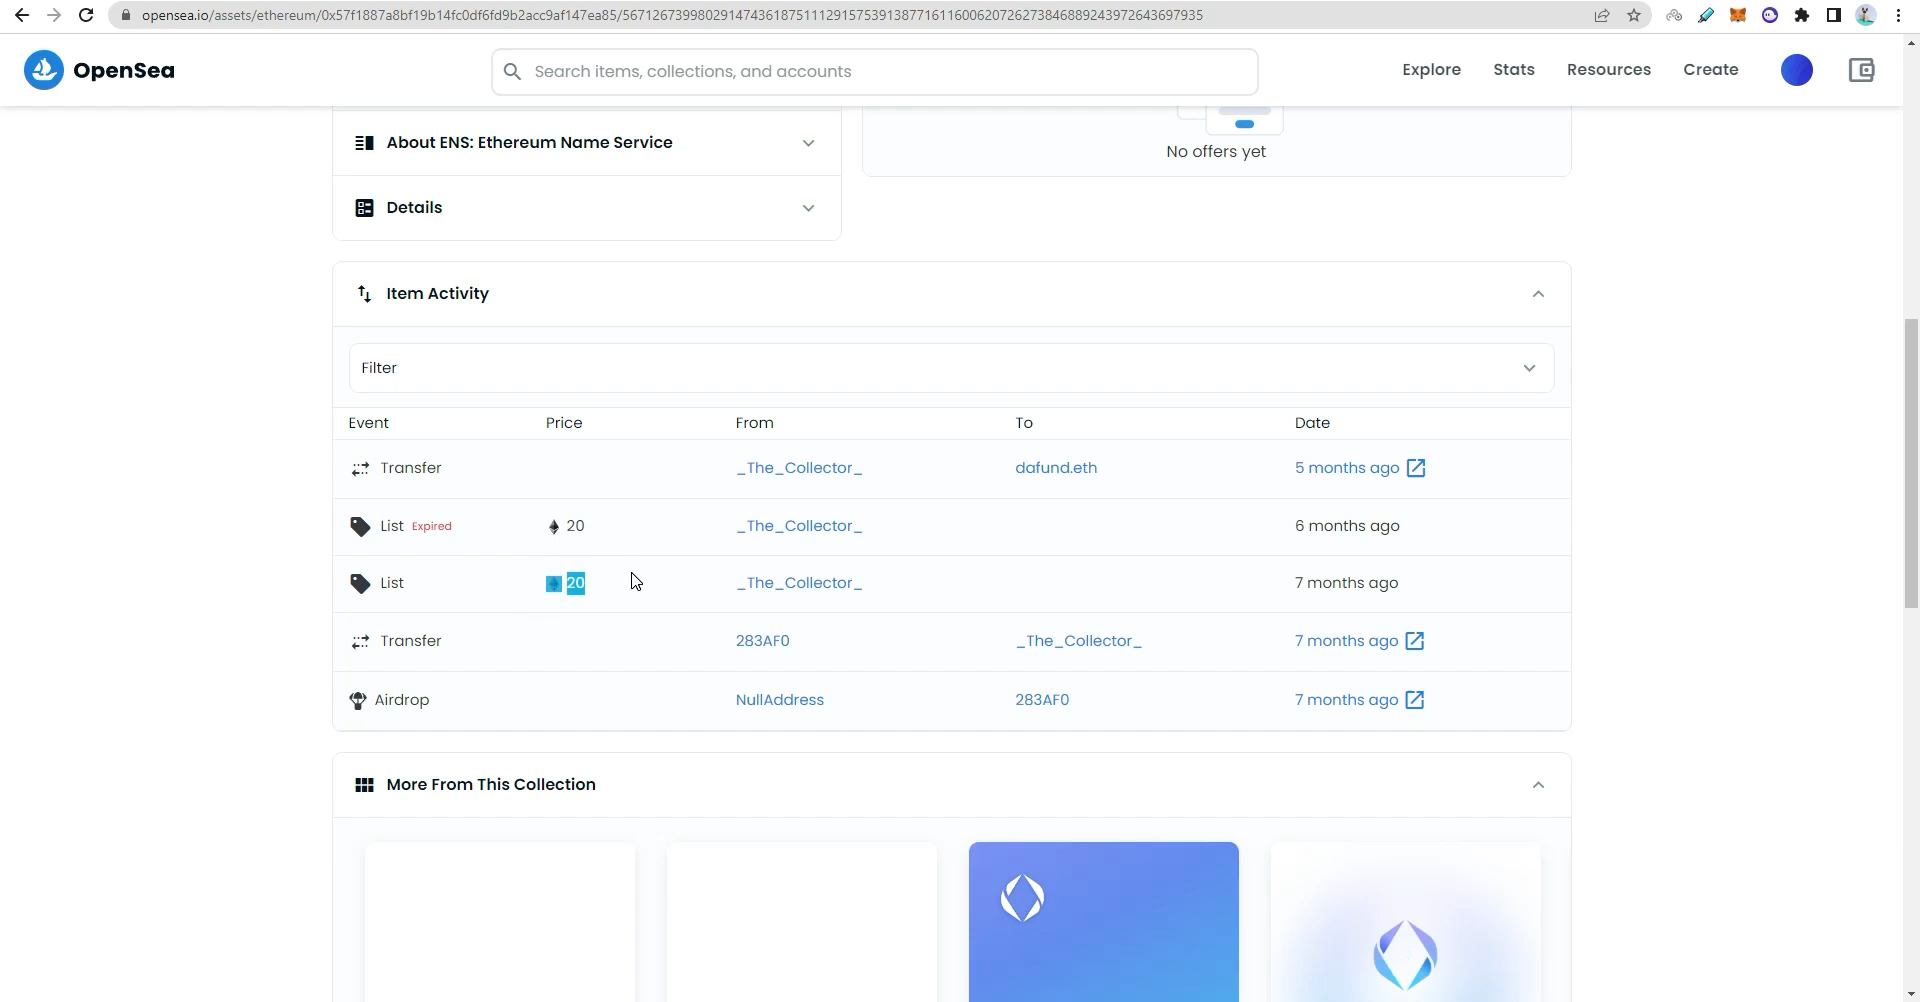 opensea.io/assets/ethereum/0x57f1887a8bf19b14fc0df6fd9b2acc9af147ea85/56712673998029147436187511129157539138771611600620726273846889243972643697935
OpenSea
Search items, collections, and accounts
Explore Stats Resources Create
About ENS: Ethereum Name Service
No offers yet
Details
Item Activity
Filter
Event Price From To Date
Transfer _The_Collector_ dafund.eth 5 months ago
List Expired 20 _The_Collector_ 6 months ago
List 20 _The_Collector_ 7 months ago
Transfer 283AF0 _The_Collector_ 7 months ago
Airdrop NullAddress 283AF0 7 months ago
More From This Collection